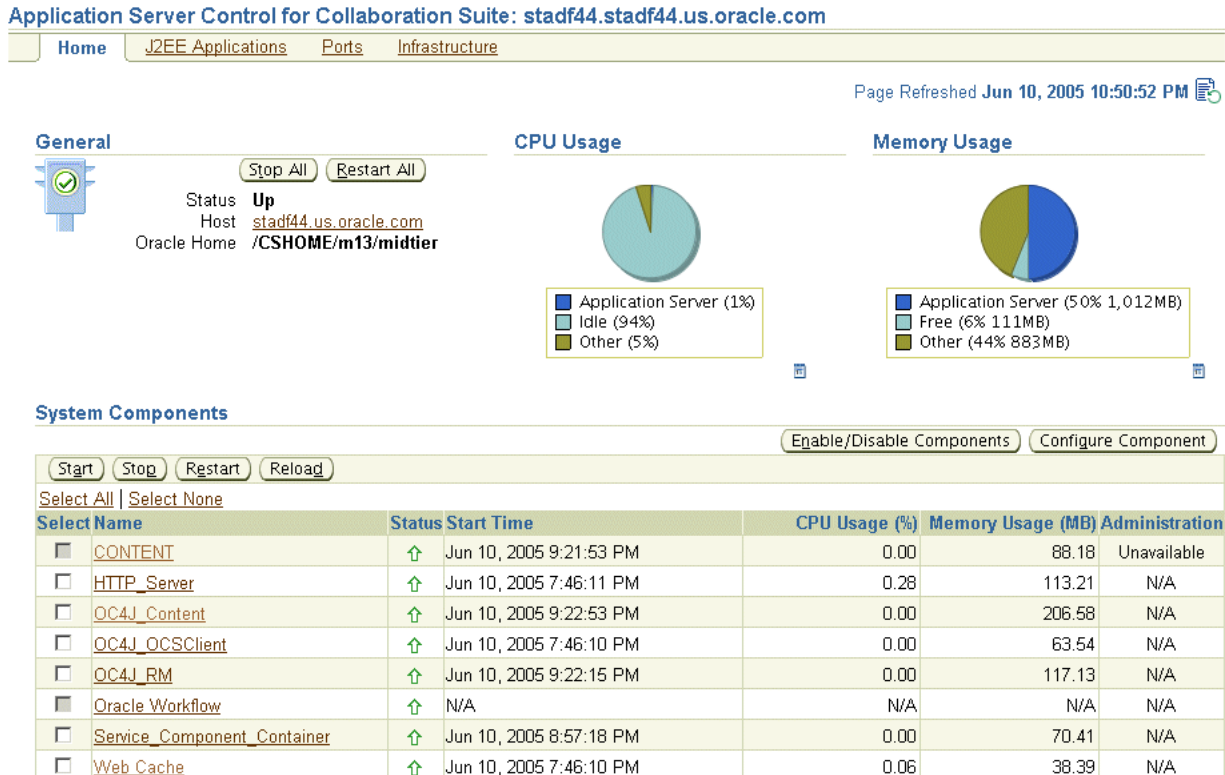 Application Server Control for Collaboration Suite: stadf44.stadf44.us.oracle.com
Home J2EE Applications Ports Infrastructure
Page Refreshed Jun 10, 2005 10:50:52 PM
General
Stop All Restart All
Status Up
Host stadf44.us.oracle.com
Oracle Home /CSHOME/m13/midtier
CPU Usage
Application Server (1%)
Idle (94%)
Other (5%)
Memory Usage
Application Server (50% 1,012MB)
Free (6% 111MB)
Other (44% 883MB)
System Components
Enable/Disable Components Configure Component
Start Stop Restart Reload
Select All | Select None
Select Name Status Start Time CPU Usage (%) Memory Usage (MB) Administration
CONTENT Jun 10, 2005 9:21:53 PM 0.00 88.18 Unavailable
HTTP_Server Jun 10, 2005 7:46:11 PM 0.28 113.21 N/A
OC4J_Content Jun 10, 2005 9:22:53 PM 0.00 206.58 N/A
OC4J_OCSClient Jun 10, 2005 7:46:10 PM 0.00 63.54 N/A
OC4J_RM Jun 10, 2005 9:22:15 PM 0.00 117.13 N/A
Oracle Workflow N/A N/A N/A N/A
Service_Component_Container Jun 10, 2005 8:57:18 PM 0.00 70.41 N/A
Web Cache Jun 10, 2005 7:46:10 PM 0.06 38.39 N/A